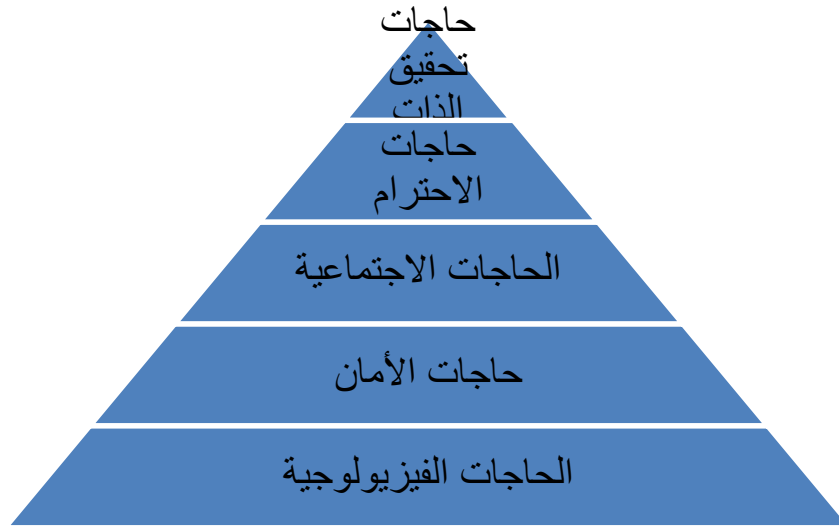 حاجات
تحقيق
الذات
حاجات
الاحترام
الحاجات الاجتماعية
حاجات الأمان
الحاجات الفيزيولوجية